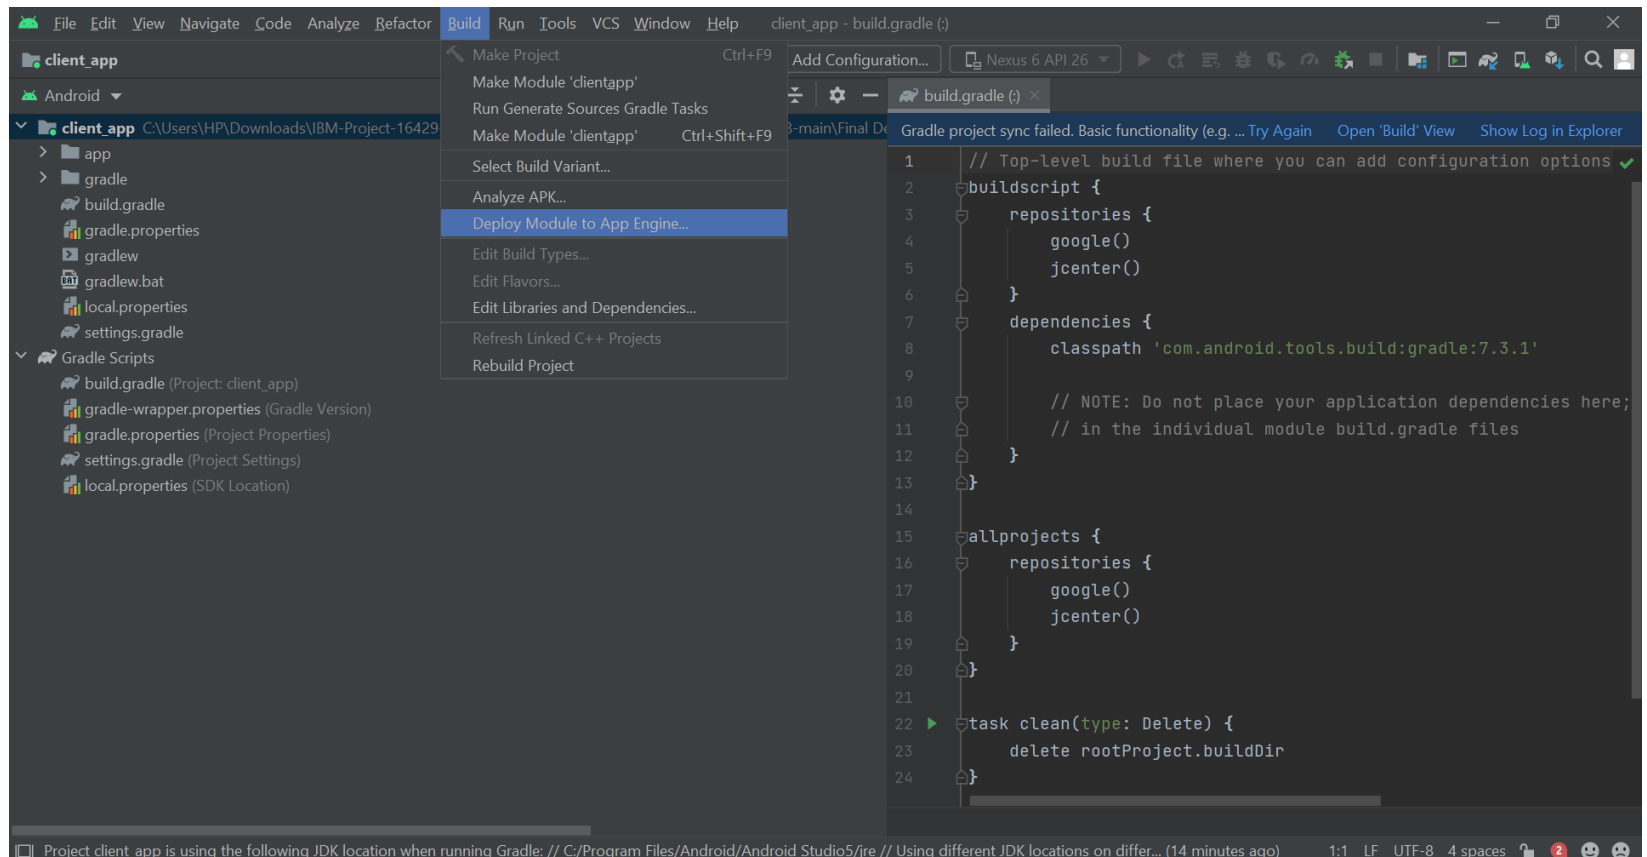 File Edit View Navigate Code Analyze Refactor Build Run Tools VCS Window Help client_app - build.gradle (:)
client_app
Add Configuration... Nexus 6 API 26
Android
build.gradle (:)
client_app C:\Users\HP\Downloads\IBM-Project-16429
3-main\Final De
app
gradle
build.gradle
gradle.properties
gradlew
gradlew.bat
local.properties
settings.gradle
Gradle Scripts
build.gradle (Project: client_app)
gradle-wrapper.properties (Gradle Version)
gradle.properties (Project Properties)
settings.gradle (Project Settings)
local.properties (SDK Location)
Make Project Ctrl+F9
Make Module 'clientapp'
Run Generate Sources Gradle Tasks
Make Module 'clientapp' Ctrl+Shift+F9
Select Build Variant...
Analyze APK...
Deploy Module to App Engine...
Edit Build Types...
Edit Flavors...
Edit Libraries and Dependencies...
Refresh Linked C++ Projects
Rebuild Project
Gradle project sync failed. Basic functionality (e.g. ... Try Again Open 'Build' View Show Log in Explorer
1 // Top-level build file where you can add configuration options
2 buildscript {
3 repositories {
4 google()
5 jcenter()
6 }
7 dependencies {
8 classpath 'com.android.tools.build:gradle:7.3.1'
9
10 // NOTE: Do not place your application dependencies here;
11 // in the individual module build.gradle files
12 }
13 }
14
15 allprojects {
16 repositories {
17 google()
18 jcenter()
19 }
20 }
21
22 task clean(type: Delete) {
23 delete rootProject.buildDir
24 }
Project client_app is using the following JDK location when running Gradle: // C:/Program Files/Android/Android Studio5/jre // Using different JDK locations on differ... (14 minutes ago) 1:1 LF UTF-8 4 spaces 2